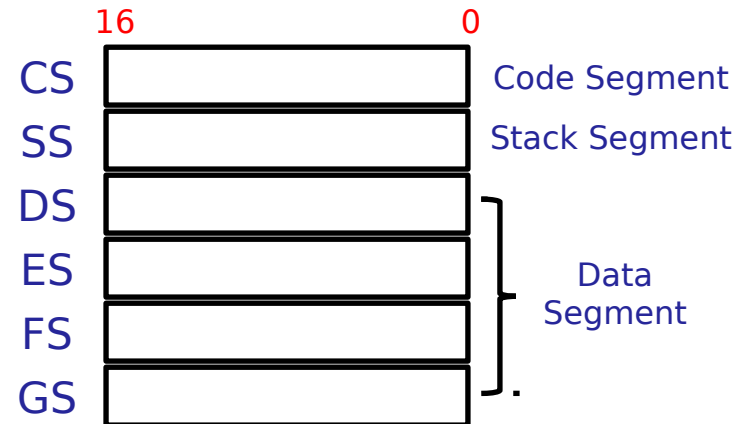 16 0
CS Code Segment
SS Stack Segment
DS
ES
Data
Segment
FS
GS .